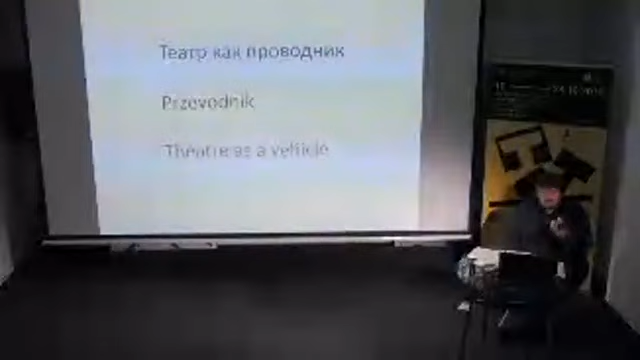 Театр как проводник
Przevodnik
Theatre as a vehicle